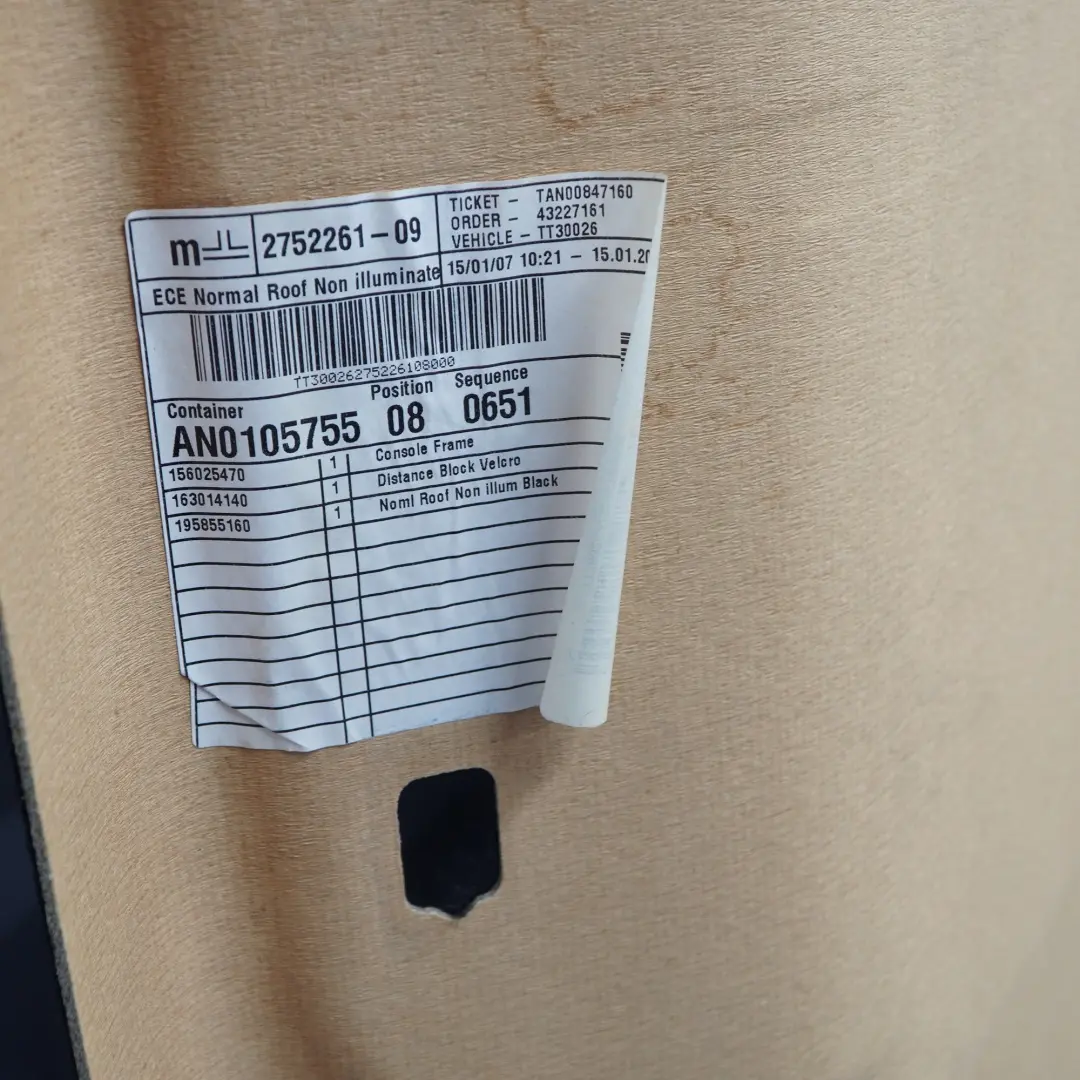 m
2752261-09
TICKET - TAN00847160
ORDER - 43227161
VEHICLE - TT30026
ECE Normal Roof Non illuminate
15/01/07 10:21 - 15.01.20
TT30026275226108000
Container Position Sequence
AN0105755 08 0651
156025470 1 Console Frame
163014140 1 Distance Block Velcro
195855160 1 Noml Roof Non illum Black